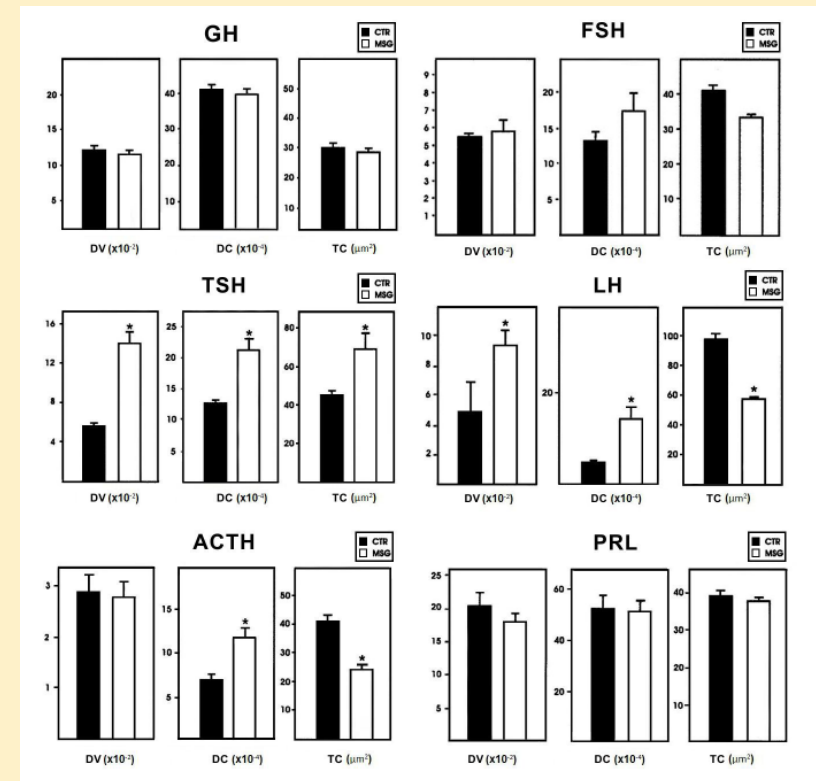 GH
CTR
MSG
20
15
10
5
DV (x10⁻²)
40
30
20
10
DC (x10⁻⁴)
50
40
30
20
10
TC (μm²)
FSH
CTR
MSG
9
8
7
6
5
4
3
2
1
DV (x10⁻²)
20
15
10
5
DC (x10⁻⁴)
40
30
20
10
TC (μm²)
TSH
CTR
MSG
16
12
8
4
*
DV (x10⁻²)
25
20
15
10
5
*
DC (x10⁻⁴)
80
60
40
20
*
TC (μm²)
LH
CTR
MSG
10
8
6
4
2
*
DV (x10⁻²)
20
*
DC (x10⁻⁴)
100
80
60
40
20
*
TC (μm²)
ACTH
CTR
MSG
3
2
1
DV (x10⁻²)
15
10
5
*
DC (x10⁻⁴)
50
40
30
20
10
*
TC (μm²)
PRL
CTR
MSG
25
20
15
10
5
DV (x10⁻²)
60
40
20
DC (x10⁻⁴)
40
30
20
10
TC (μm²)